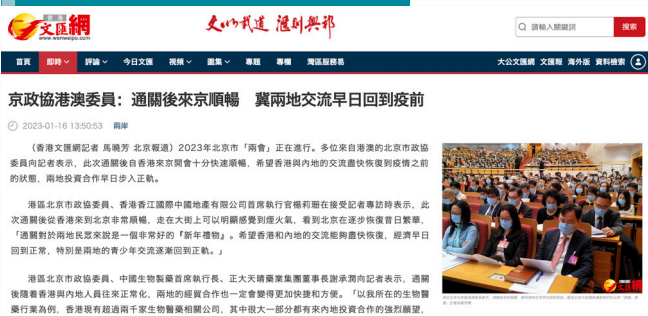 香港
文匯網
www.wenweipo.com
文以載道 匯則興邦
請輸入關鍵詞
搜索
首頁 即時 評論 今日文匯 視頻 圖集 專題 專欄 灣區服務易 大公文匯網 文匯報 海外版 資料檢索
京政協港澳委員：通關後來京順暢 冀兩地交流早日回到疫前
2023-01-16 13:50:53 兩岸
（香港文匯網記者 馬曉芳 北京報道）2023年北京市「兩會」正在進行。多位來自港澳的北京市政協
委員向記者表示，此次通關後自香港來京開會十分快速順暢，希望香港與內地的交流盡快恢復到疫情之前
的狀態，兩地投資合作早日步入正軌。
港區北京市政協委員、香港香江國際中國地產有限公司首席執行官楊莉珊在接受記者專訪時表示，此
次通關後從香港來到北京非常順暢，走在大街上可以明顯感覺到煙火氣，看到北京在逐步恢復昔日繁華，
「通關對於兩地民眾來說是一個非常好的『新年禮物』。希望香港和內地的交流能夠盡快恢復，經濟早日
回到正常，特別是兩地的青少年交流逐漸回到正軌。」
港區北京市政協委員、中國生物製藥首席執行長、正大天晴藥業集團董事長謝承潤向記者表示，通關
後隨着香港與內地人員往來正常化，兩地的經貿合作也一定會變得更加快捷和方便。「以我所在的生物醫
藥行業為例，香港現有超過兩千家生物醫藥相關公司，其中很大一部分都有來內地投資合作的強烈願望，
文匯網